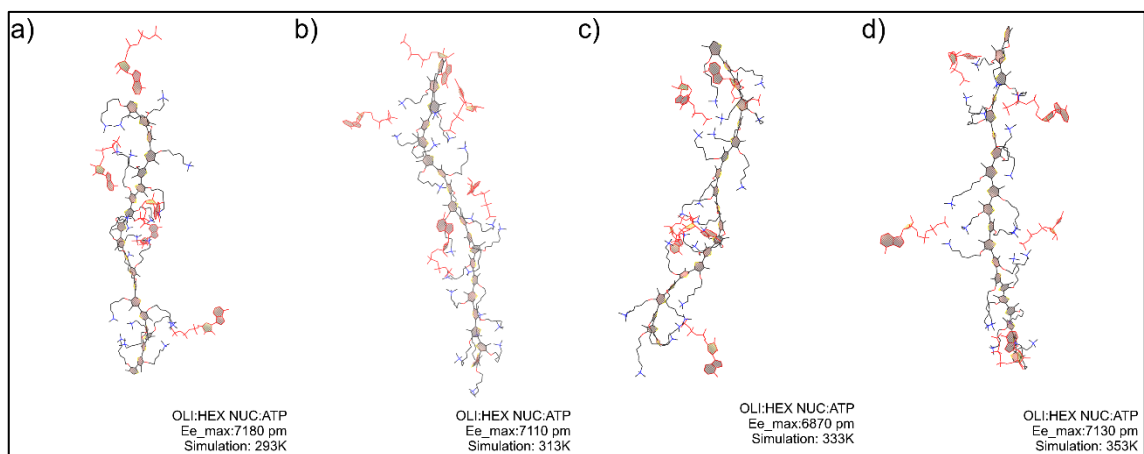 a)
b)
c)
d)
OLI:HEX NUC:ATP
Ee_max:7180 pm
Simulation: 293K
OLI:HEX NUC:ATP
Ee_max:7110 pm
Simulation: 313K
OLI:HEX NUC:ATP
Ee_max:6870 pm
Simulation: 333K
OLI:HEX NUC:ATP
Ee_max:7130 pm
Simulation: 353K